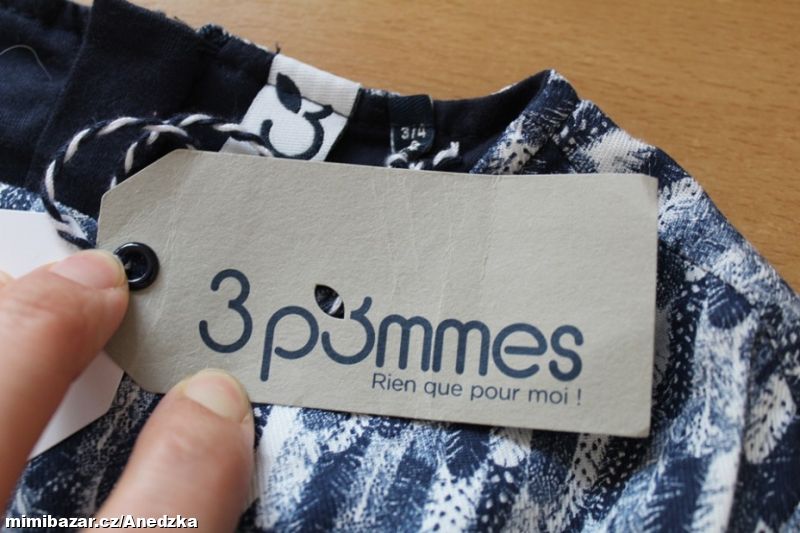 3/4
3 pommes
Rien que pour moi !
mimibazar.cz/Anedzka